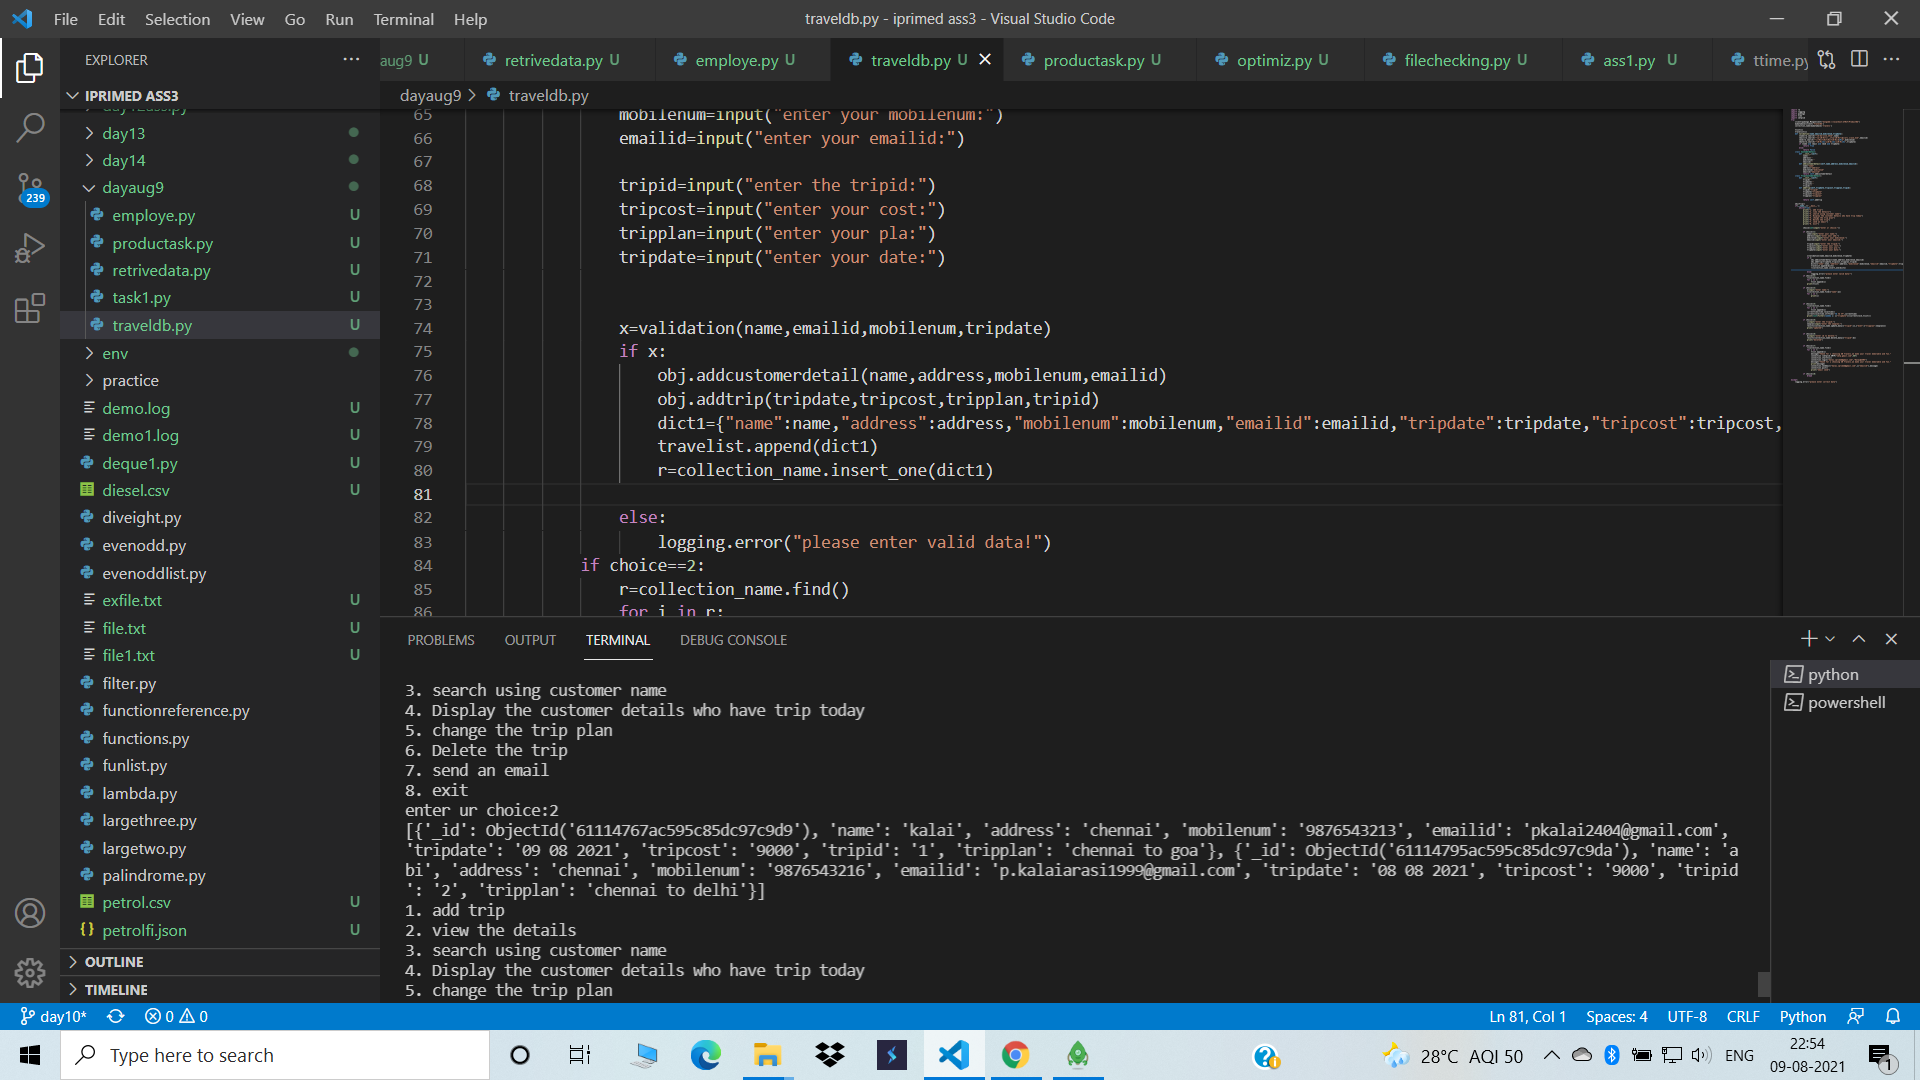 File Edit Selection View Go Run Terminal Help
traveldb.py - iprimed ass3 - Visual Studio Code
EXPLORER
aug9 U
retrivedata.py U
employe.py U
traveldb.py U
productask.py U
optimiz.py U
filechecking.py U
ass1.py U
ttime.py
IPRIMED ASS3
dayaug9 > traveldb.py
day13
day14
dayaug9
employe.py U
productask.py U
retrivedata.py U
task1.py U
traveldb.py U
env
practice
demo.log U
demo1.log U
deque1.py U
diesel.csv U
diveight.py
evenodd.py
evenoddlist.py
exfile.txt U
file.txt U
file1.txt U
filter.py
functionreference.py
functions.py
funlist.py
lambda.py
largethree.py
largetwo.py
palindrome.py
petrol.csv U
petrolfi.json U
OUTLINE
TIMELINE
239
65 mobilenum=input("enter your mobilenum:")
66 emailid=input("enter your emailid:")
67
68 tripid=input("enter the tripid:")
69 tripcost=input("enter your cost:")
70 tripplan=input("enter your pla:")
71 tripdate=input("enter your date:")
72
73
74 x=validation(name,emailid,mobilenum,tripdate)
75 if x:
76 obj.addcustomerdetail(name,address,mobilenum,emailid)
77 obj.addtrip(tripdate,tripcost,tripplan,tripid)
78 dict1={"name":name,"address":address,"mobilenum":mobilenum,"emailid":emailid,"tripdate":tripdate,"tripcost":tripcost,
79 travelist.append(dict1)
80 r=collection_name.insert_one(dict1)
81
82 else:
83 logging.error("please enter valid data!")
84 if choice==2:
85 r=collection_name.find()
86 for i in r:
PROBLEMS OUTPUT TERMINAL DEBUG CONSOLE
python
powershell
3. search using customer name
4. Display the customer details who have trip today
5. change the trip plan
6. Delete the trip
7. send an email
8. exit
enter ur choice:2
[{'_id': ObjectId('61114767ac595c85dc97c9d9'), 'name': 'kalai', 'address': 'chennai', 'mobilenum': '9876543213', 'emailid': 'pkalai2404@gmail.com',
'tripdate': '09 08 2021', 'tripcost': '9000', 'tripid': '1', 'tripplan': 'chennai to goa'}, {'_id': ObjectId('61114795ac595c85dc97c9da'), 'name': 'a
bi', 'address': 'chennai', 'mobilenum': '9876543216', 'emailid': 'p.kalaiarasi1999@gmail.com', 'tripdate': '08 08 2021', 'tripcost': '9000', 'tripid
': '2', 'tripplan': 'chennai to delhi'}]
1. add trip
2. view the details
3. search using customer name
4. Display the customer details who have trip today
5. change the trip plan
day10* 0 0
Ln 81, Col 1 Spaces: 4 UTF-8 CRLF Python
Type here to search
28°C AQI 50 ENG
22:54
09-08-2021
1